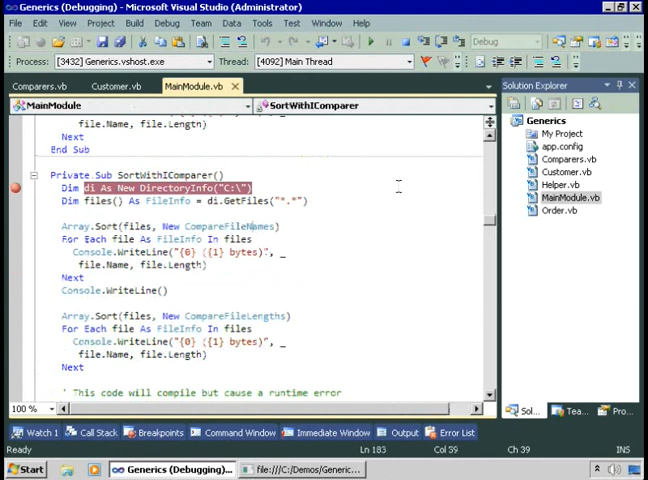 Generics (Debugging) - Microsoft Visual Studio (Administrator)
File Edit View Project Build Debug Team Data Tools Test Window Help
Debug
Process: [3432] Generics.vshost.exe Thread: [4092] Main Thread
Comparers.vb Customer.vb MainModule.vb
MainModule SortWithIComparer
file.Name, file.Length)
Next
End Sub
Private Sub SortWithIComparer()
Dim di As New DirectoryInfo("C:\")
Dim files() As FileInfo = di.GetFiles("*.*")
Array.Sort(files, New CompareFileNames)
For Each file As FileInfo In files
Console.WriteLine("{0} ({1} bytes)", _
file.Name, file.Length)
Next
Console.WriteLine()
Array.Sort(files, New CompareFileLengths)
For Each file As FileInfo In files
Console.WriteLine("{0} ({1} bytes)", _
file.Name, file.Length)
Next
' This code will compile but cause a runtime error
100 %
Solution Explorer
Generics
My Project
app.config
Comparers.vb
Customer.vb
Helper.vb
MainModule.vb
Order.vb
Sol... Tea... Pro...
Watch 1 Call Stack Breakpoints Command Window Immediate Window Output Error List
Ready Ln 183 Col 59 Ch 39 INS
Start Generics (Debugging) ... file:///C:/Demos/Generic...